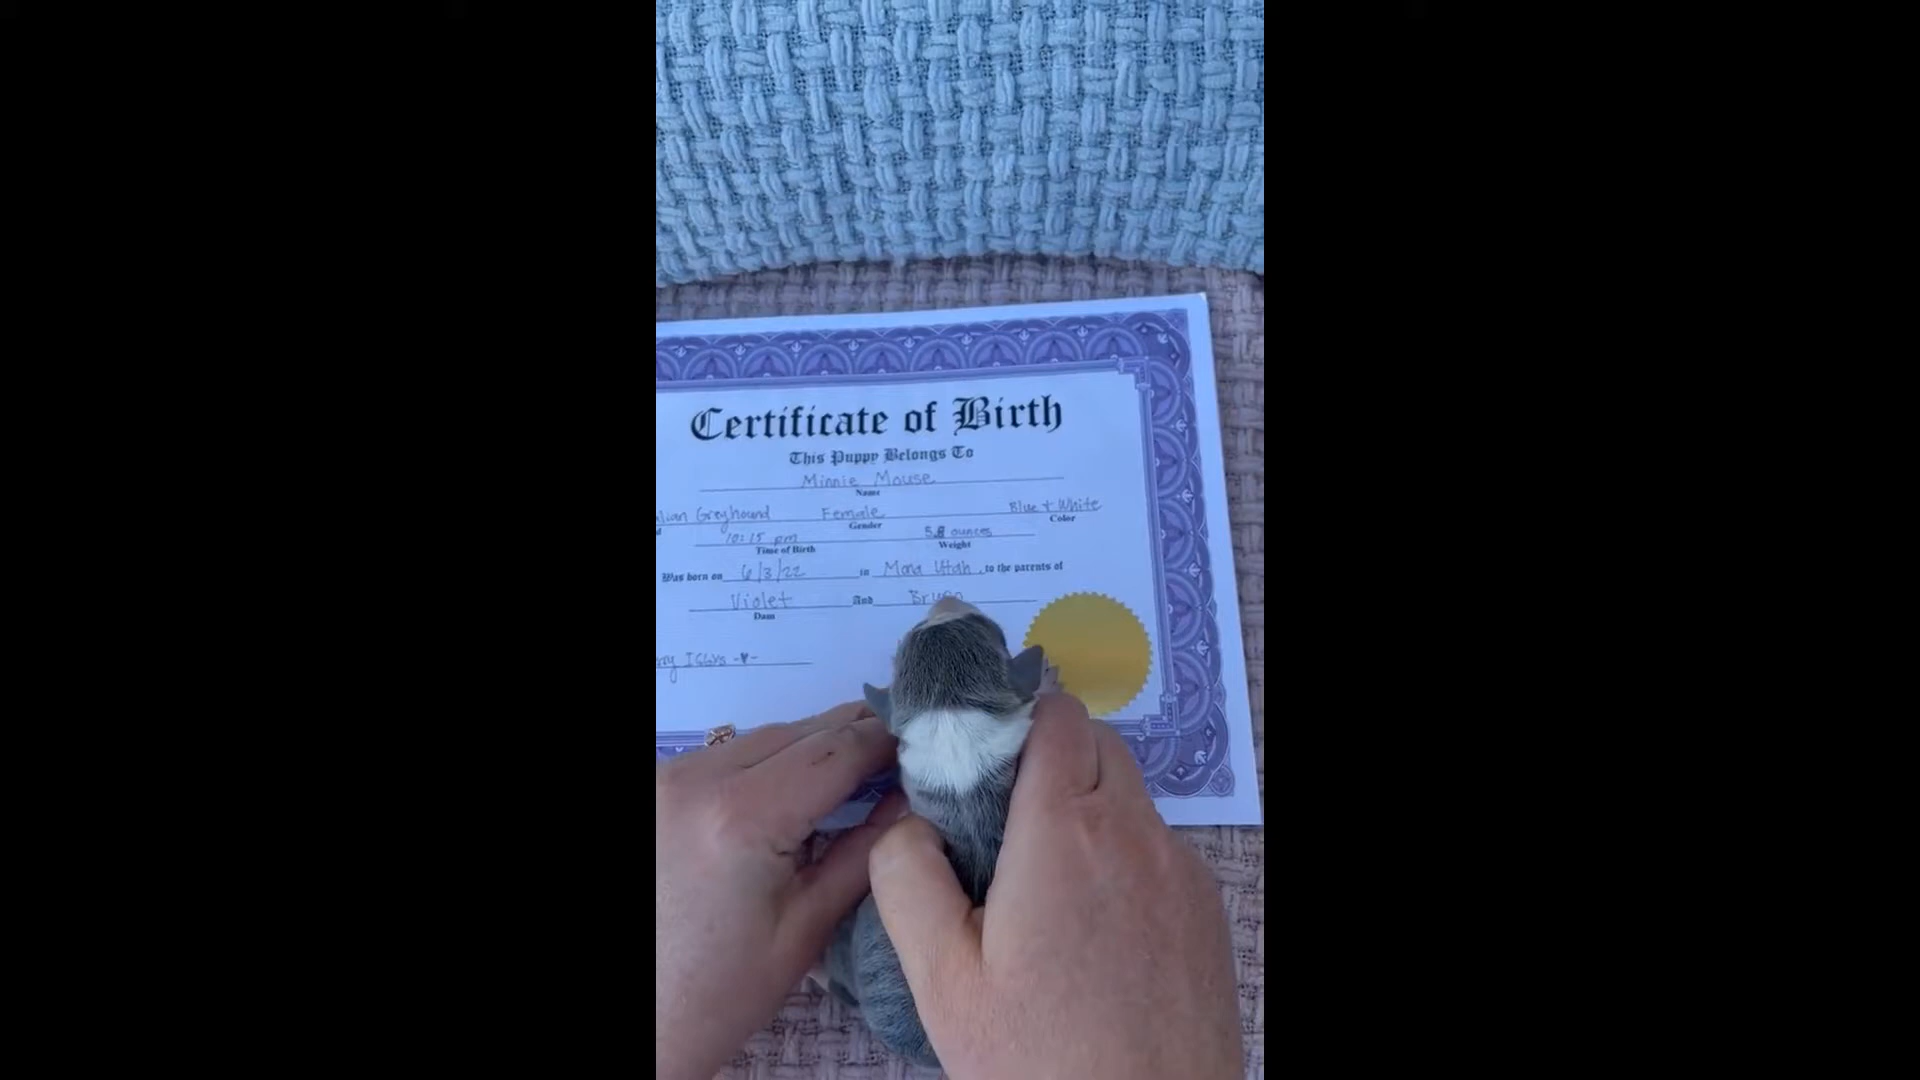 Certificate of Birth
This Puppy Belongs To
Minnie Mouse
Name
lian Greyhound Female Blue + White
Gender Color
10:15 pm ounces
Time of Birth Weight
Was born on 6/3/22 in Mona Utah, to the parents of
Violet And Bruno
Dam